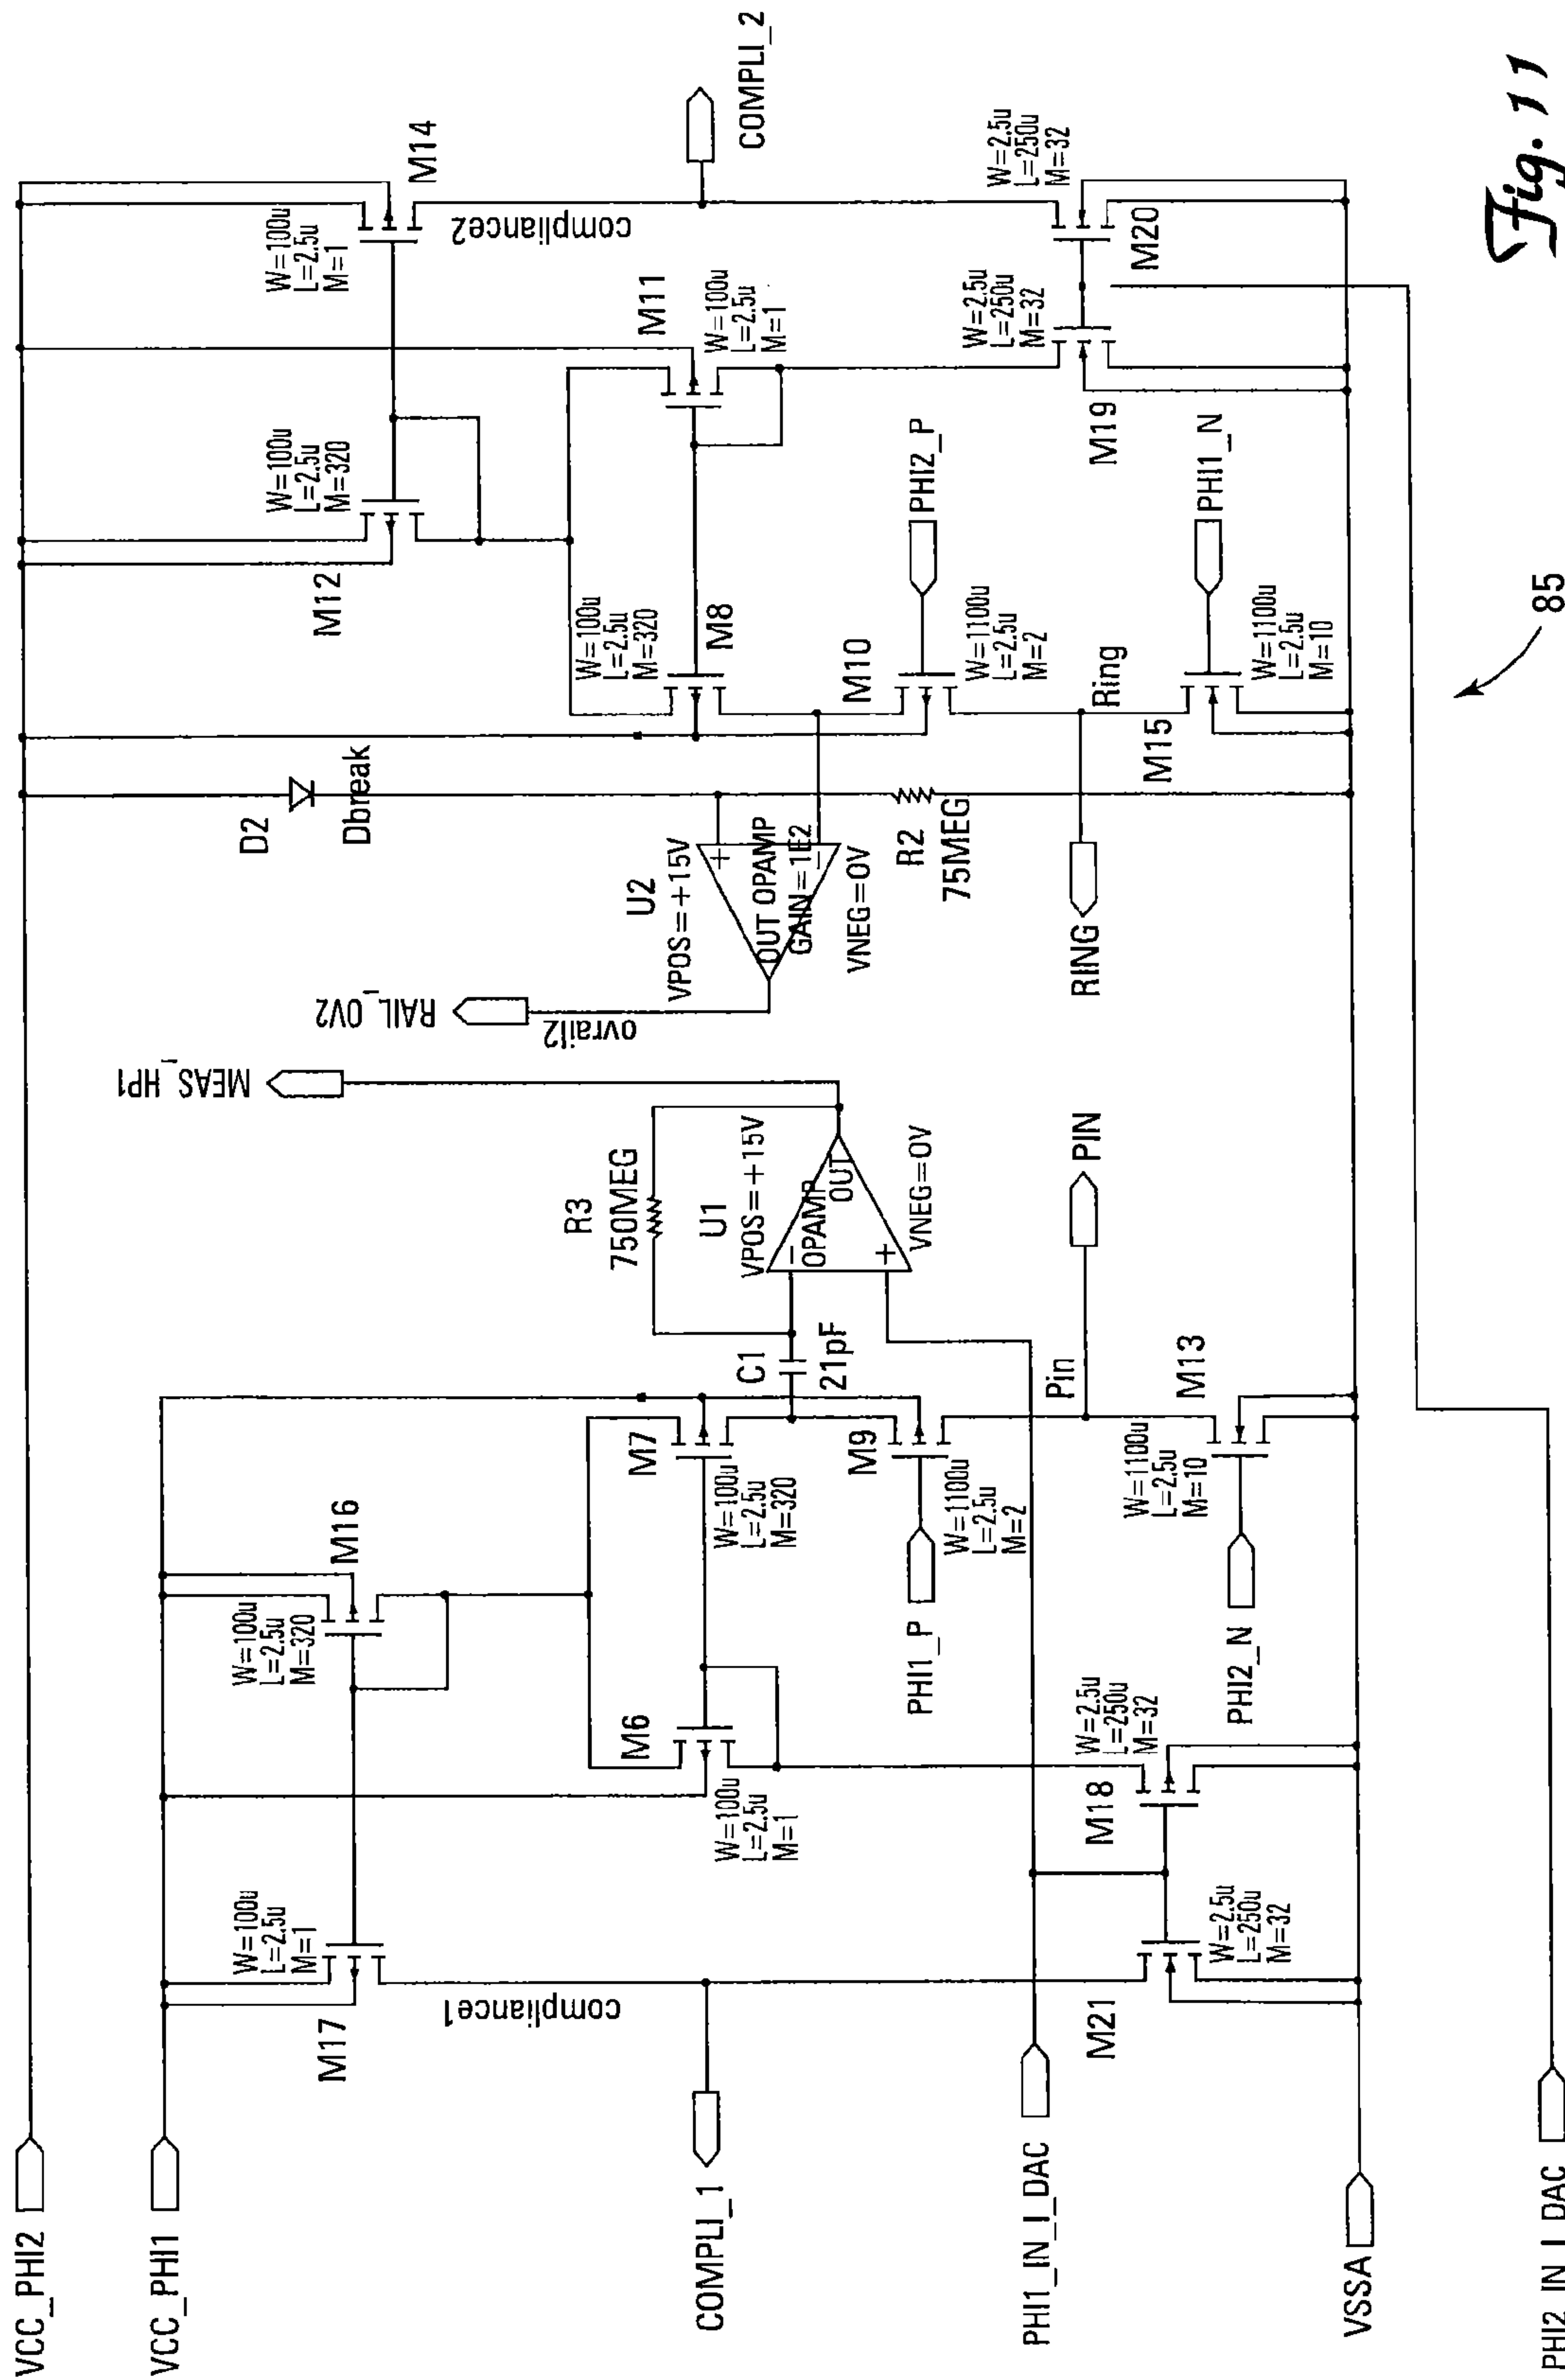 VCC_PHI2
VCC_PHI1
COMPLI_1
PHI1_IN_I_DAC
VSSA
PHI2_IN_I_DAC
M17
W=100u
L=2.5u
M=1
compliance1
M21
W=2.5u
L=250u
M=32
M16
W=100u
L=2.5u
M=320
M6
W=100u
L=2.5u
M=1
M18
W=2.5u
L=250u
M=32
M7
W=100u
L=2.5u
M=320
PHI1_P
M9
W=1100u
L=2.5u
M=2
PHI2_N
W=1100u
L=2.5u
M=10
M13
Pin
PIN
C1
21pF
R3
750MEG
U1
VPOS=+15V
OPAMP
OUT
VNEG=0V
−
+
MEAS_HP1
RAIL_OV2
ovrail2
U2
VPOS=+15V
OUT OPAMP
GAIN=1E2
VNEG=0V
+
−
D2
Dbreak
R2
75MEG
RING
Ring
M12
W=100u
L=2.5u
M=320
W=100u
L=2.5u
M=320
M8
M10
W=1100u
L=2.5u
M=2
PHI2_P
M15
W=1100u
L=2.5u
M=10
PHI1_N
W=100u
L=2.5u
M=1
M14
compliance2
M11
W=100u
L=2.5u
M=1
COMPLI_2
W=2.5u
L=250u
M=32
M19
W=2.5u
L=250u
M=32
M20
85
Fig. 11